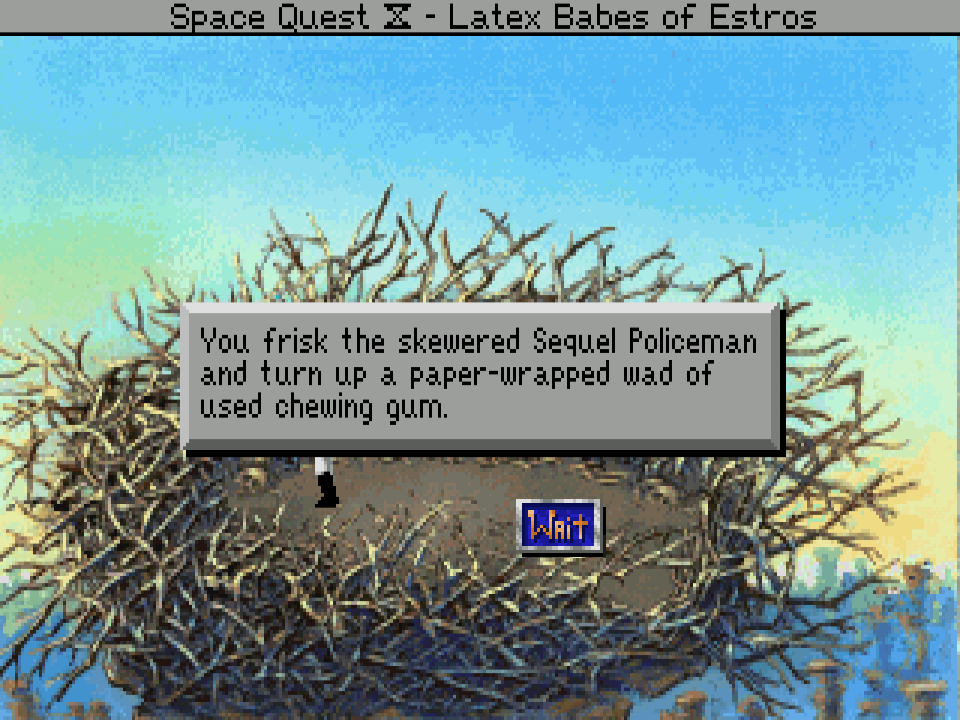 Space Quest X - Latex Babes of Estros
You frisk the skewered Sequel Policeman
and turn up a paper-wrapped wad of
used chewing gum.
Wait